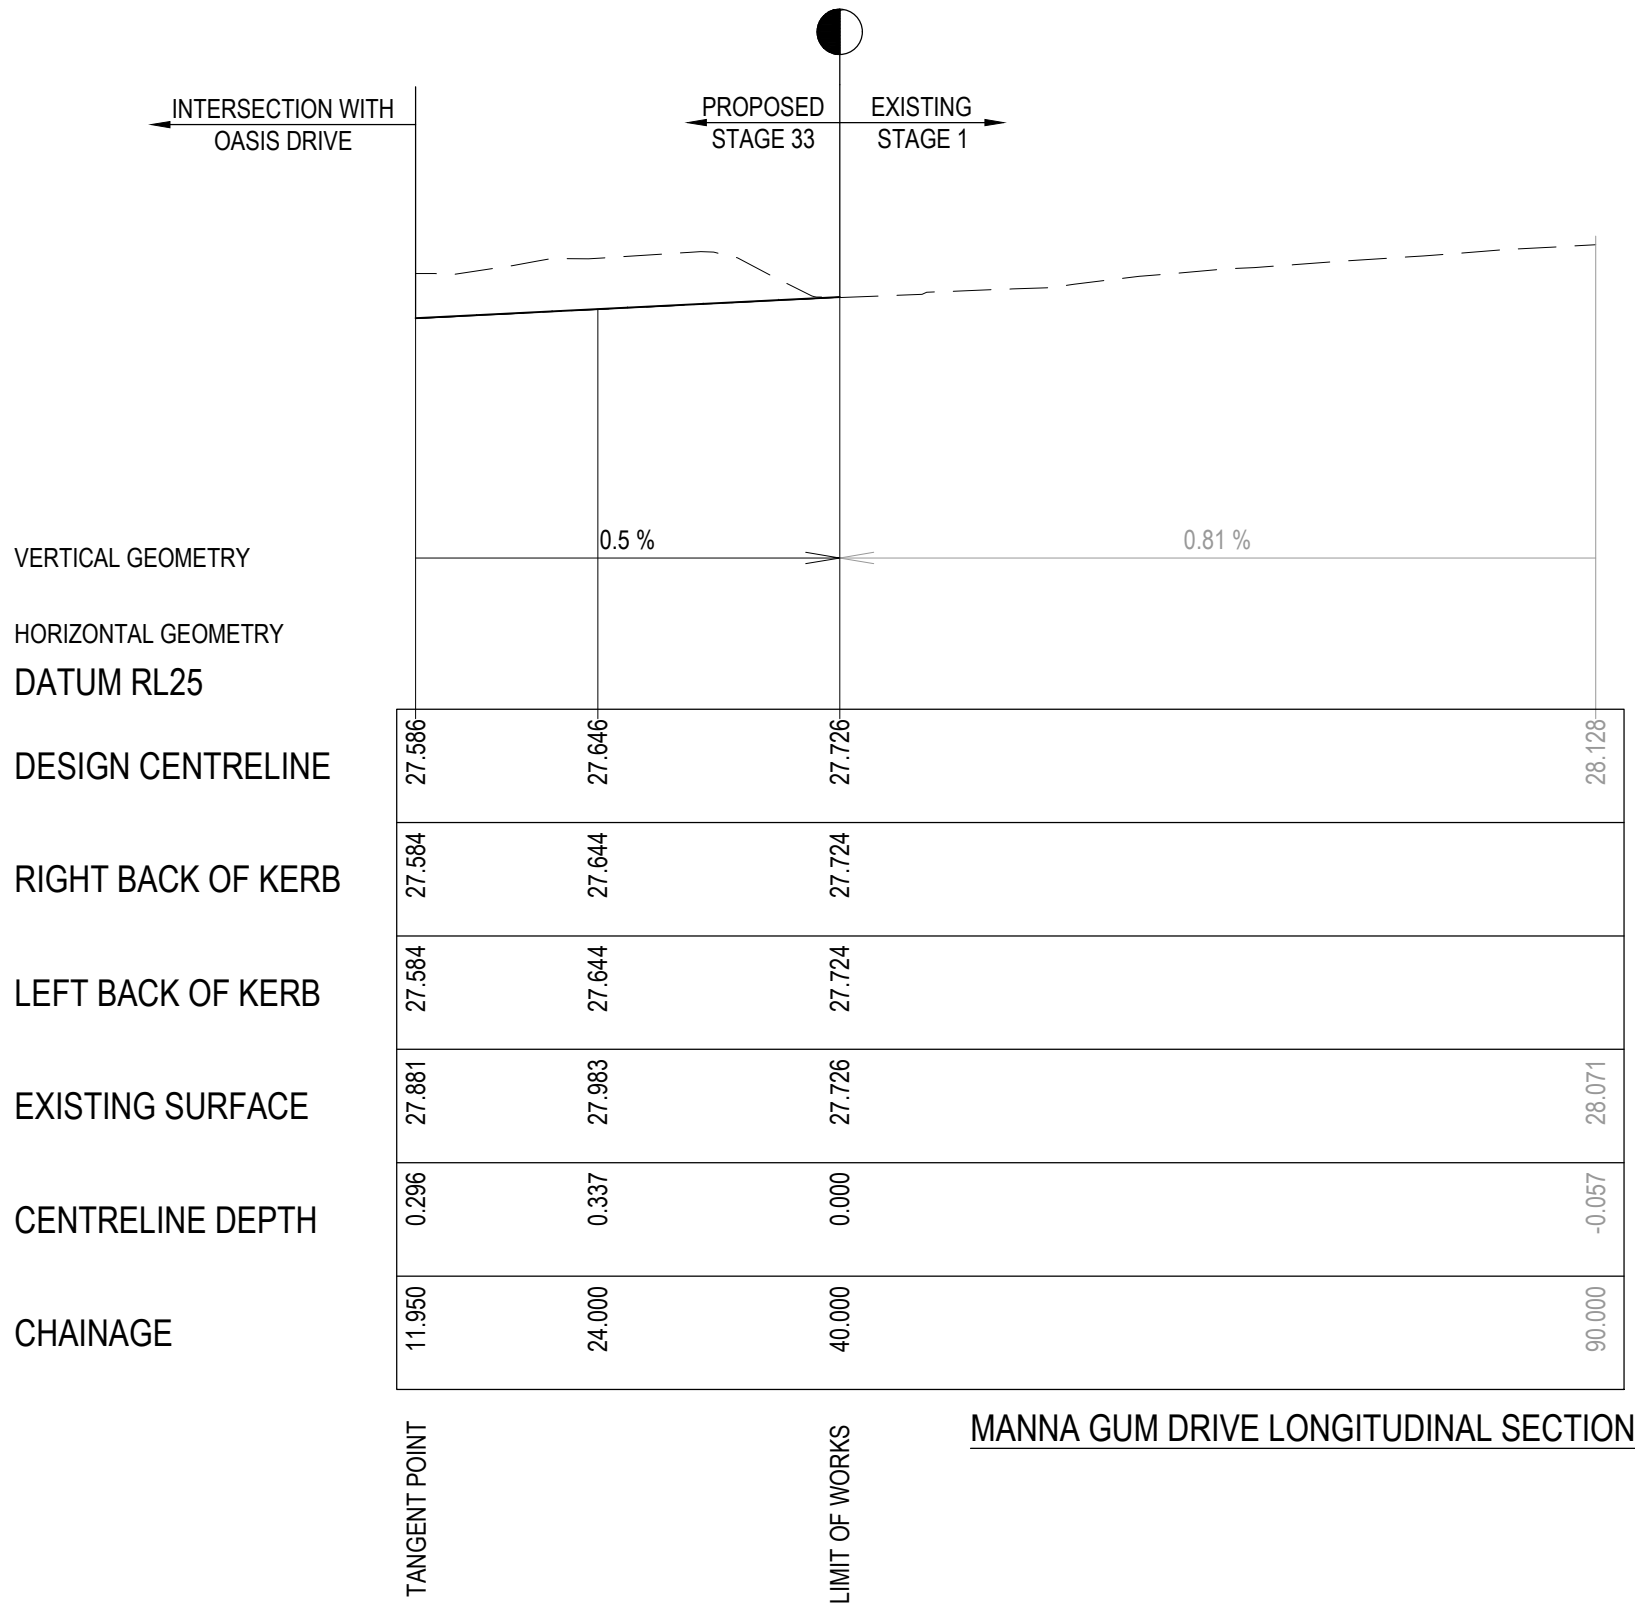 INTERSECTION WITH
OASIS DRIVE
PROPOSED
STAGE 33
EXISTING
STAGE 1
VERTICAL GEOMETRY
0.5 %
0.81 %
HORIZONTAL GEOMETRY
DATUM RL25
DESIGN CENTRELINE 27.586 27.646 27.726 28.128
RIGHT BACK OF KERB 27.584 27.644 27.724
LEFT BACK OF KERB 27.584 27.644 27.724
EXISTING SURFACE 27.881 27.983 27.726 28.071
CENTRELINE DEPTH 0.296 0.337 0.000 -0.057
CHAINAGE 11.950 24.000 40.000 90.000
TANGENT POINT
LIMIT OF WORKS
MANNA GUM DRIVE LONGITUDINAL SECTION